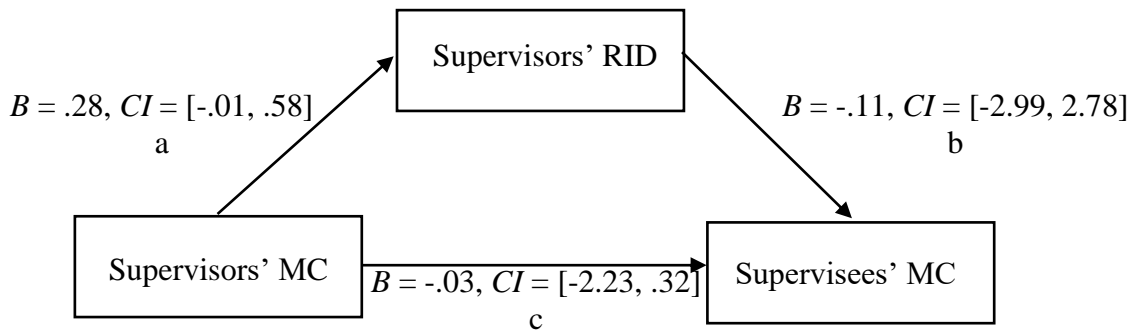 Supervisors’ RID
B = .28, CI = [-.01, .58]
a
B = -.11, CI = [-2.99, 2.78]
b
Supervisors’ MC
B = -.03, CI = [-2.23, .32]
c
Supervisees’ MC